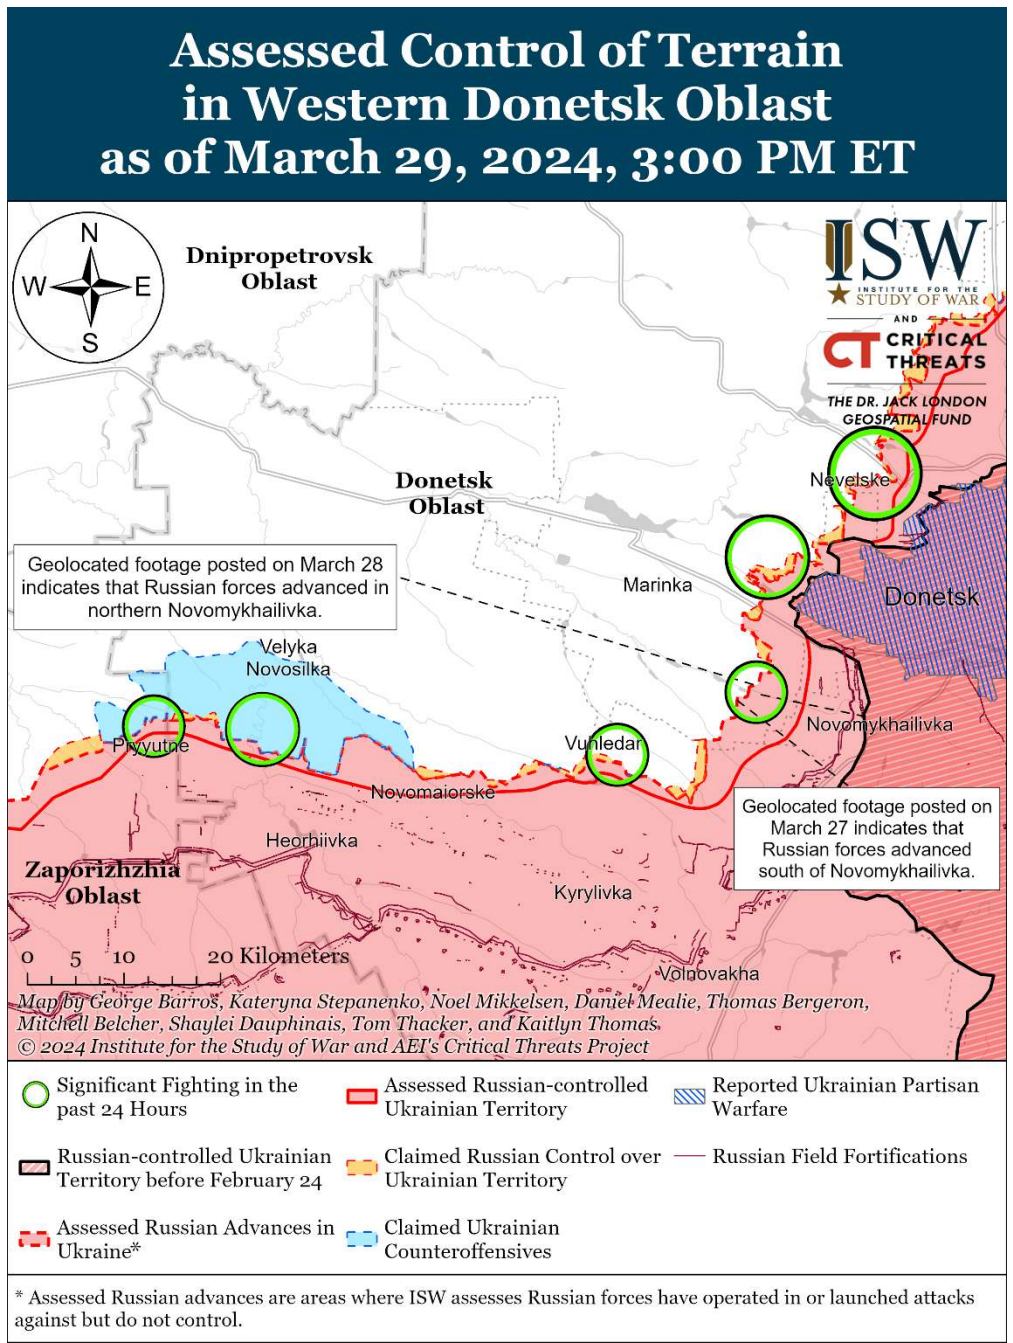 Assessed Control of Terrain
in Western Donetsk Oblast
as of March 29, 2024, 3:00 PM ET
N
W
E
S
Dnipropetrovsk
Oblast
ISW
INSTITUTE FOR THE
STUDY OF WAR
AND
CT CRITICAL
THREATS
THE DR. JACK LONDON
GEOSPATIAL FUND
Nevelske
Donetsk
Oblast
Geolocated footage posted on March 28
indicates that Russian forces advanced in
northern Novomykhailivka.
Marinka
Donetsk
Velyka
Novosilka
Pryyutne
Vuhledar
Novomykhailivka
Novomaiorske
Geolocated footage posted on
March 27 indicates that
Russian forces advanced
south of Novomykhailivka.
Heorhiivka
Zaporizhzhia
Oblast
Kyrylivka
0 5 10 20 Kilometers
Volnovakha
Map by George Barros, Kateryna Stepanenko, Noel Mikkelsen, Daniel Mealie, Thomas Bergeron,
Mitchell Belcher, Shaylei Dauphinais, Tom Thacker, and Kaitlyn Thomas.
© 2024 Institute for the Study of War and AEI's Critical Threats Project
Significant Fighting in the
past 24 Hours
Assessed Russian-controlled
Ukrainian Territory
Reported Ukrainian Partisan
Warfare
Russian-controlled Ukrainian
Territory before February 24
Claimed Russian Control over
Ukrainian Territory
Russian Field Fortifications
Assessed Russian Advances in
Ukraine*
Claimed Ukrainian
Counteroffensives
* Assessed Russian advances are areas where ISW assesses Russian forces have operated in or launched attacks
against but do not control.